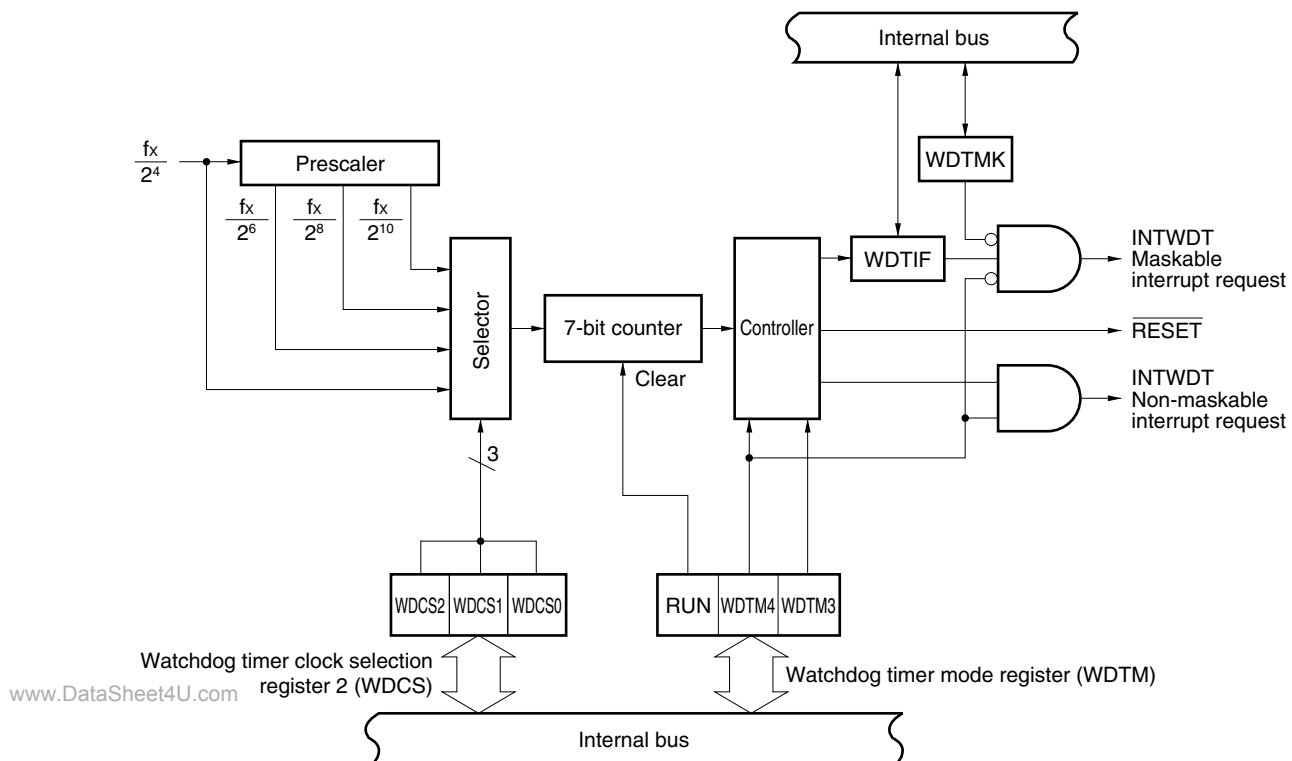 Internal bus
fX
2⁴
Prescaler
WDTMK
fX
2⁶
fX
2⁸
fX
2¹⁰
WDTIF
INTWDT
Maskable
interrupt request
Selector
7-bit counter
Controller
RESET
Clear
INTWDT
Non-maskable
interrupt request
3
WDCS2 WDCS1 WDCS0
RUN WDTM4 WDTM3
Watchdog timer clock selection
register 2 (WDCS)
Watchdog timer mode register (WDTM)
www.DataSheet4U.com
Internal bus